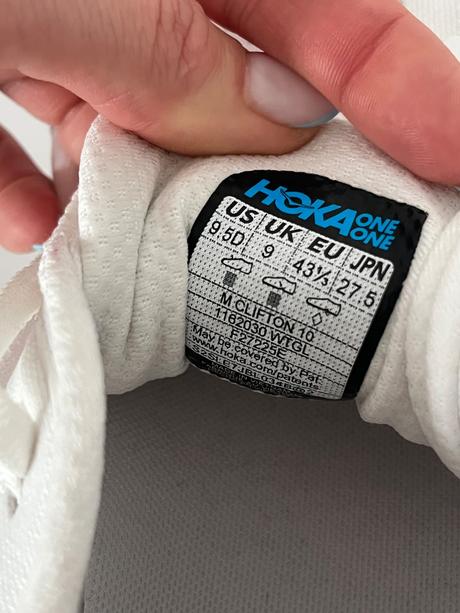 HOKA ONE ONE
US UK EU JPN
9.5D 9 43⅓ 27.5
M CLIFTON 10
1162030 WTGL
F27225E
May be covered by Pat.
www.hoka.com/patents